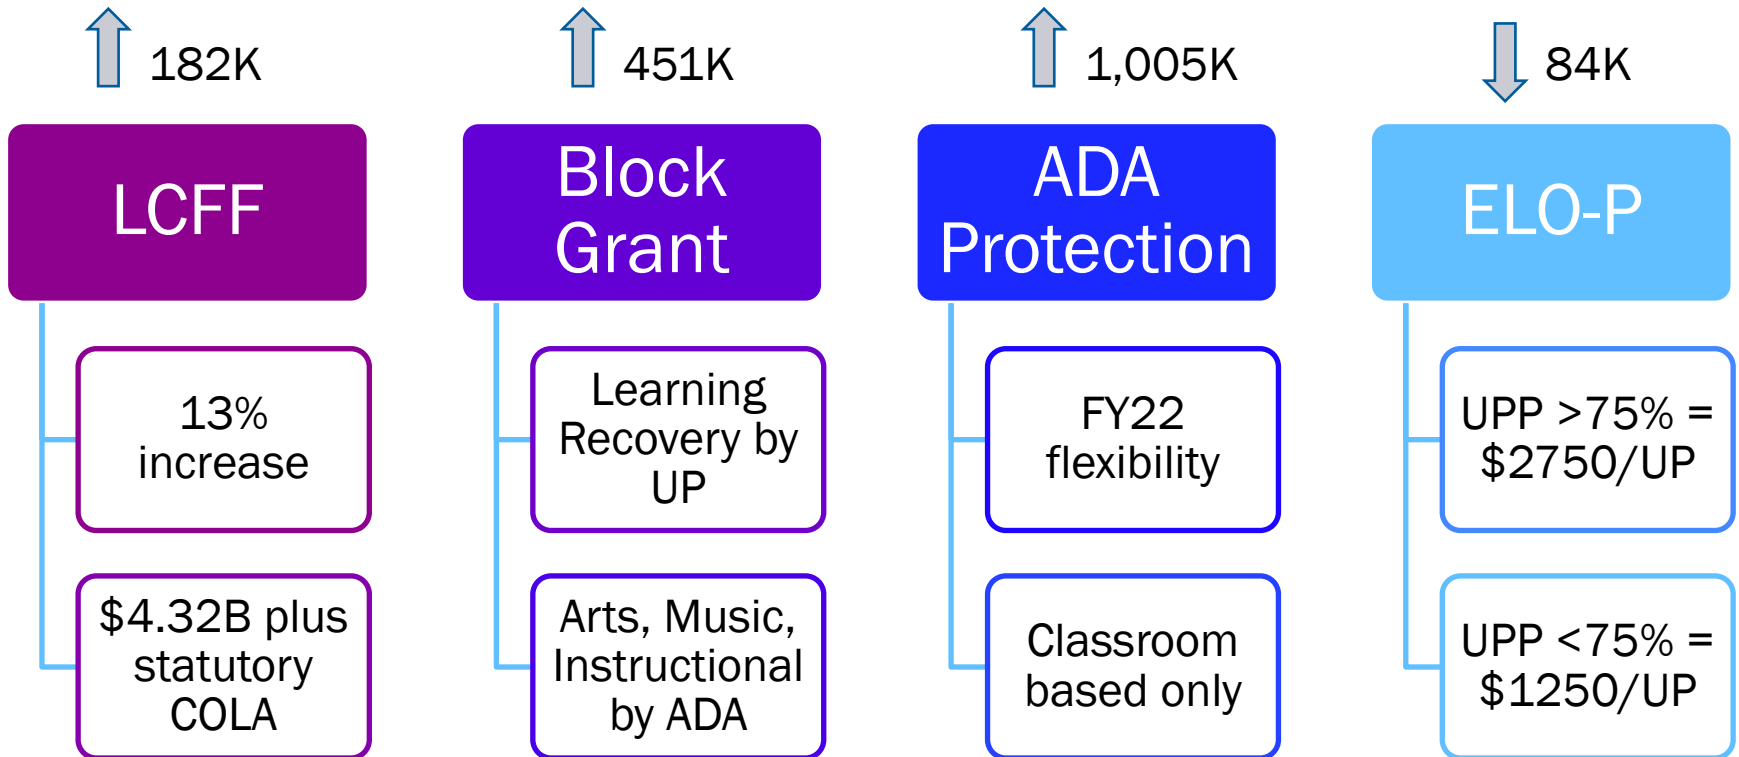 182K
451K
1,005K
84K
LCFF
Block
Grant
ADA
Protection
ELO-P
13%
increase
Learning
Recovery by
UP
FY22
flexibility
UPP >75% =
$2750/UP
$4.32B plus
statutory
COLA
Arts, Music,
Instructional
by ADA
Classroom
based only
UPP <75% =
$1250/UP